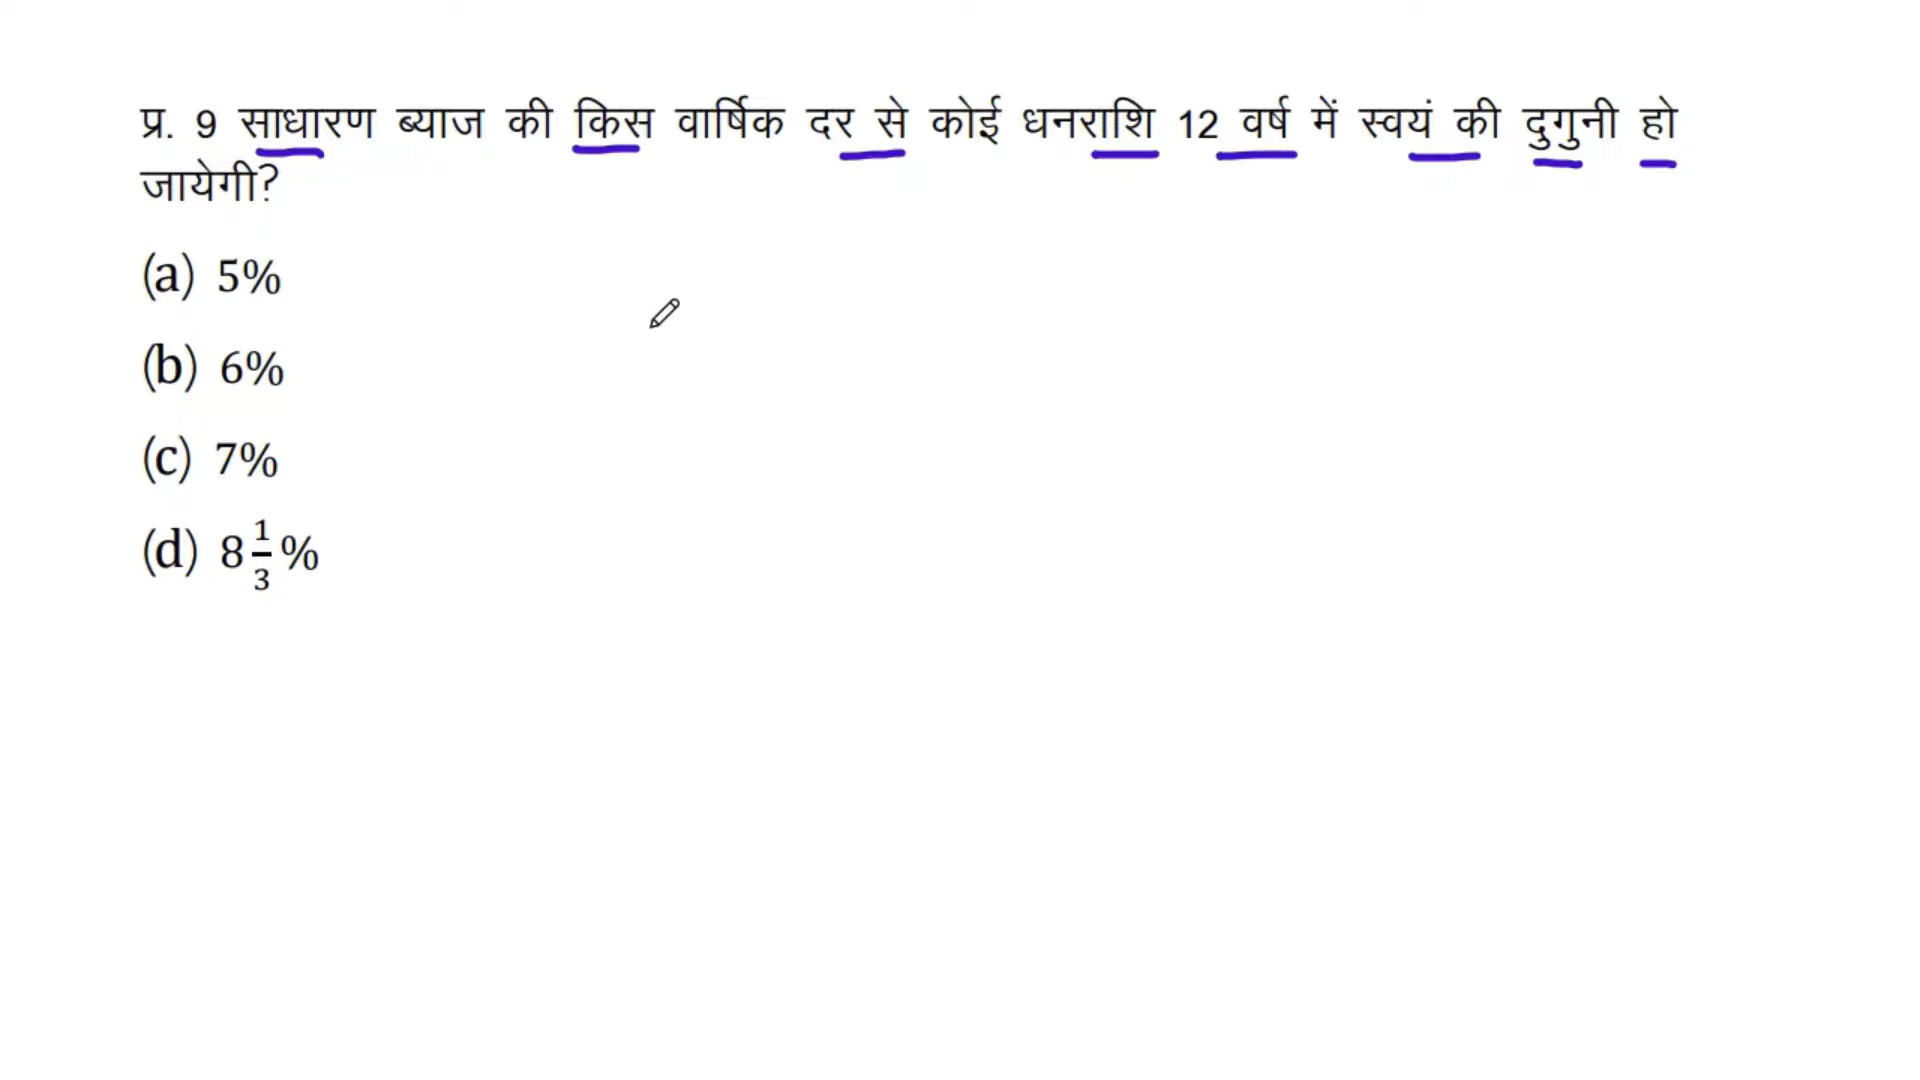 प्र. 9 साधारण ब्याज की किस वार्षिक दर से कोई धनराशि 12 वर्ष में स्वयं की दुगुनी हो
जायेगी?
(a) 5%
(b) 6%
(c) 7%
(d) 8 1/3 %